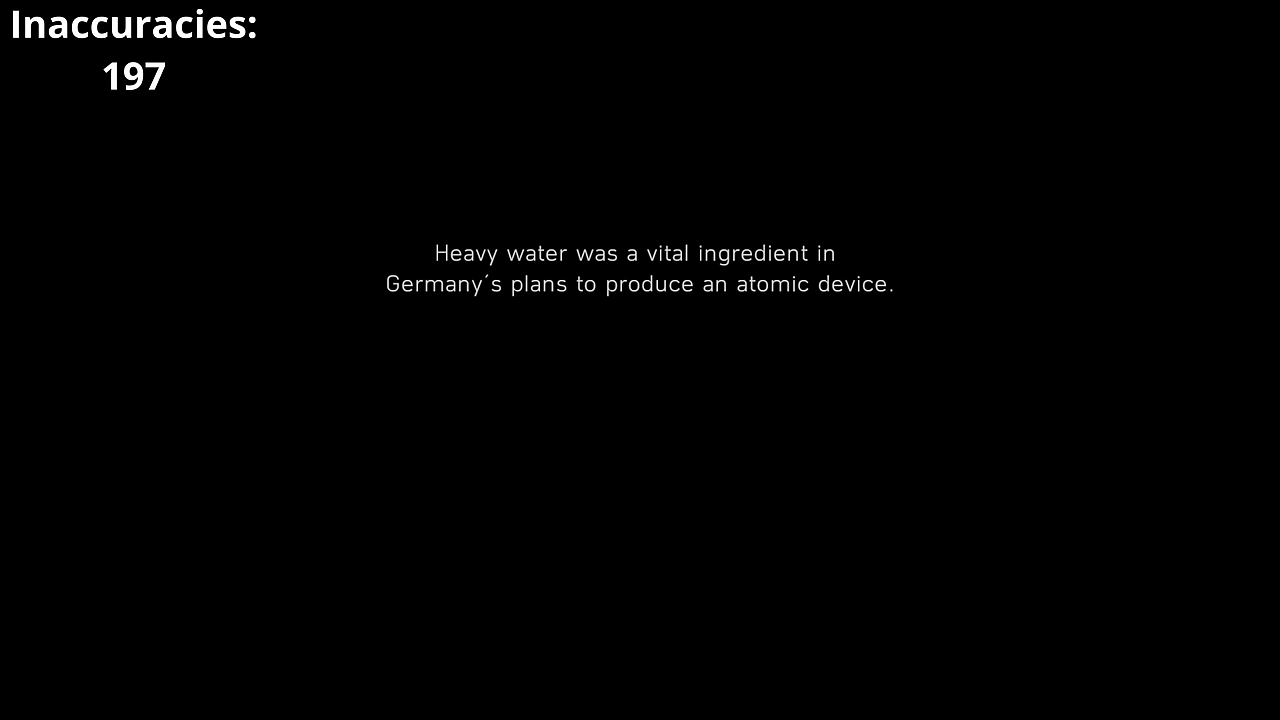 Inaccuracies:
197
Heavy water was a vital ingredient in
Germany´s plans to produce an atomic device.